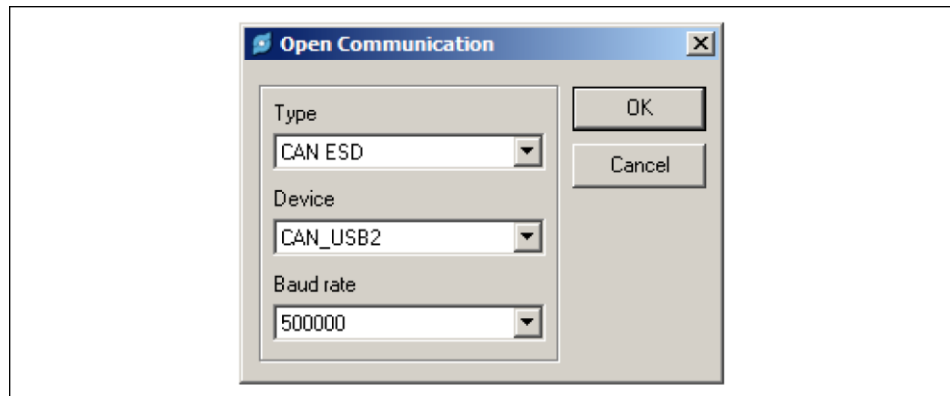 Open Communication
Type
OK
CAN ESD
Cancel
Device
CAN_USB2
Baud rate
500000